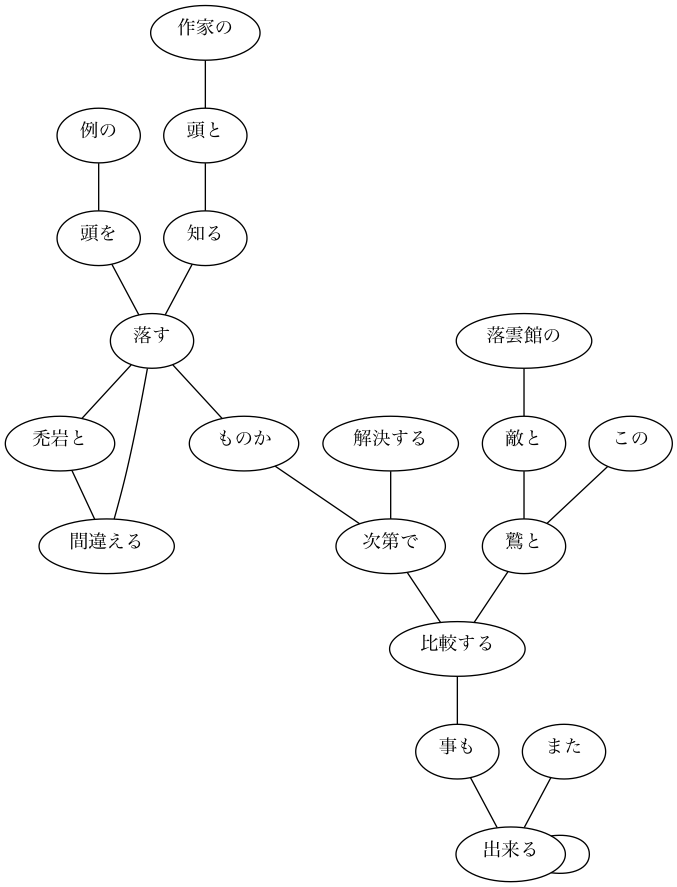 作家の
例の
頭と
頭を
知る
落す
落雲館の
禿岩と
ものか
解決する
敵と
この
間違える
次第で
鷲と
比較する
事も
また
出来る